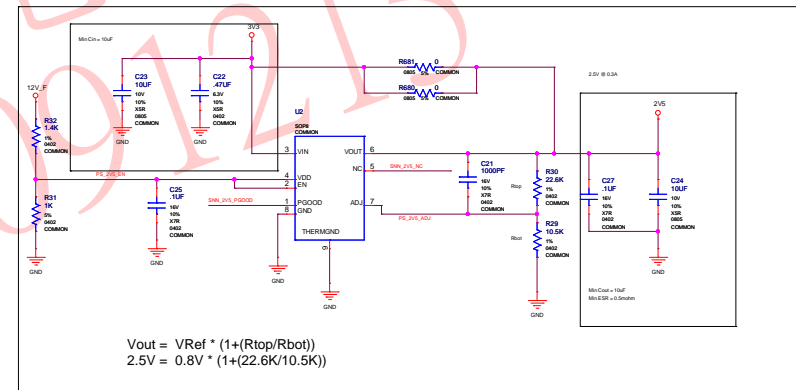 3V3
Min Cin = 10uF
C23
10UF
10V
10%
X5R
0805
COMMON
C22
.47UF
6.3V
10%
X5R
0402
COMMON
GND
GND
R681
0
0805
5%
COMMON
R680
0
0805
5%
COMMON
2.5V @ 0.3A
12V_F
R32
1.4K
1%
0402
COMMON
R31
1K
5%
0402
COMMON
GND
PS_2V5_EN
C25
.1UF
16V
10%
X7R
0402
COMMON
GND
SNN_2V5_PGOOD
U2
SOP8
COMMON
3
VIN
4
VDD
2
EN
1
PGOOD
8
GND
VOUT
6
NC
5
ADJ
7
THERMGND
9
GND
GND
SNN_2V5_NC
PS_2V5_ADJ
C21
1000PF
16V
10%
X7R
0402
COMMON
Rtop
R30
22.6K
1%
0402
COMMON
Rbot
R29
10.5K
1%
0402
COMMON
GND
2V5
C27
.1UF
16V
10%
X7R
0402
COMMON
C24
10UF
10V
10%
X5R
0805
COMMON
GND
Min Cout = 10uF
Min ESR = 0.5mohm
Vout = VRef * (1+(Rtop/Rbot))
2.5V = 0.8V * (1+(22.6K/10.5K))